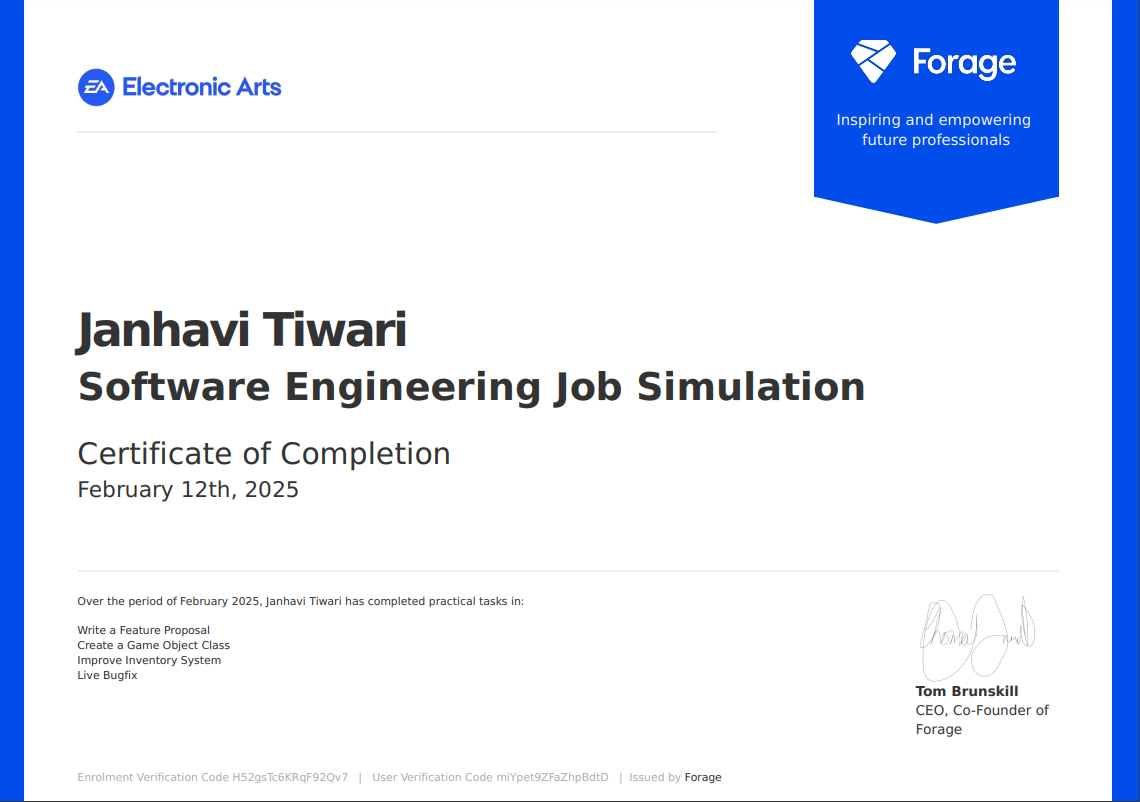 EA Electronic Arts
Forage
Inspiring and empowering
future professionals
Janhavi Tiwari
Software Engineering Job Simulation
Certificate of Completion
February 12th, 2025
Over the period of February 2025, Janhavi Tiwari has completed practical tasks in:
Write a Feature Proposal
Create a Game Object Class
Improve Inventory System
Live Bugfix
Tom Brunskill
CEO, Co-Founder of
Forage
Enrolment Verification Code H52gsTc6KRqF92Qv7 | User Verification Code miYpet9ZFaZhpBdtD | Issued by Forage